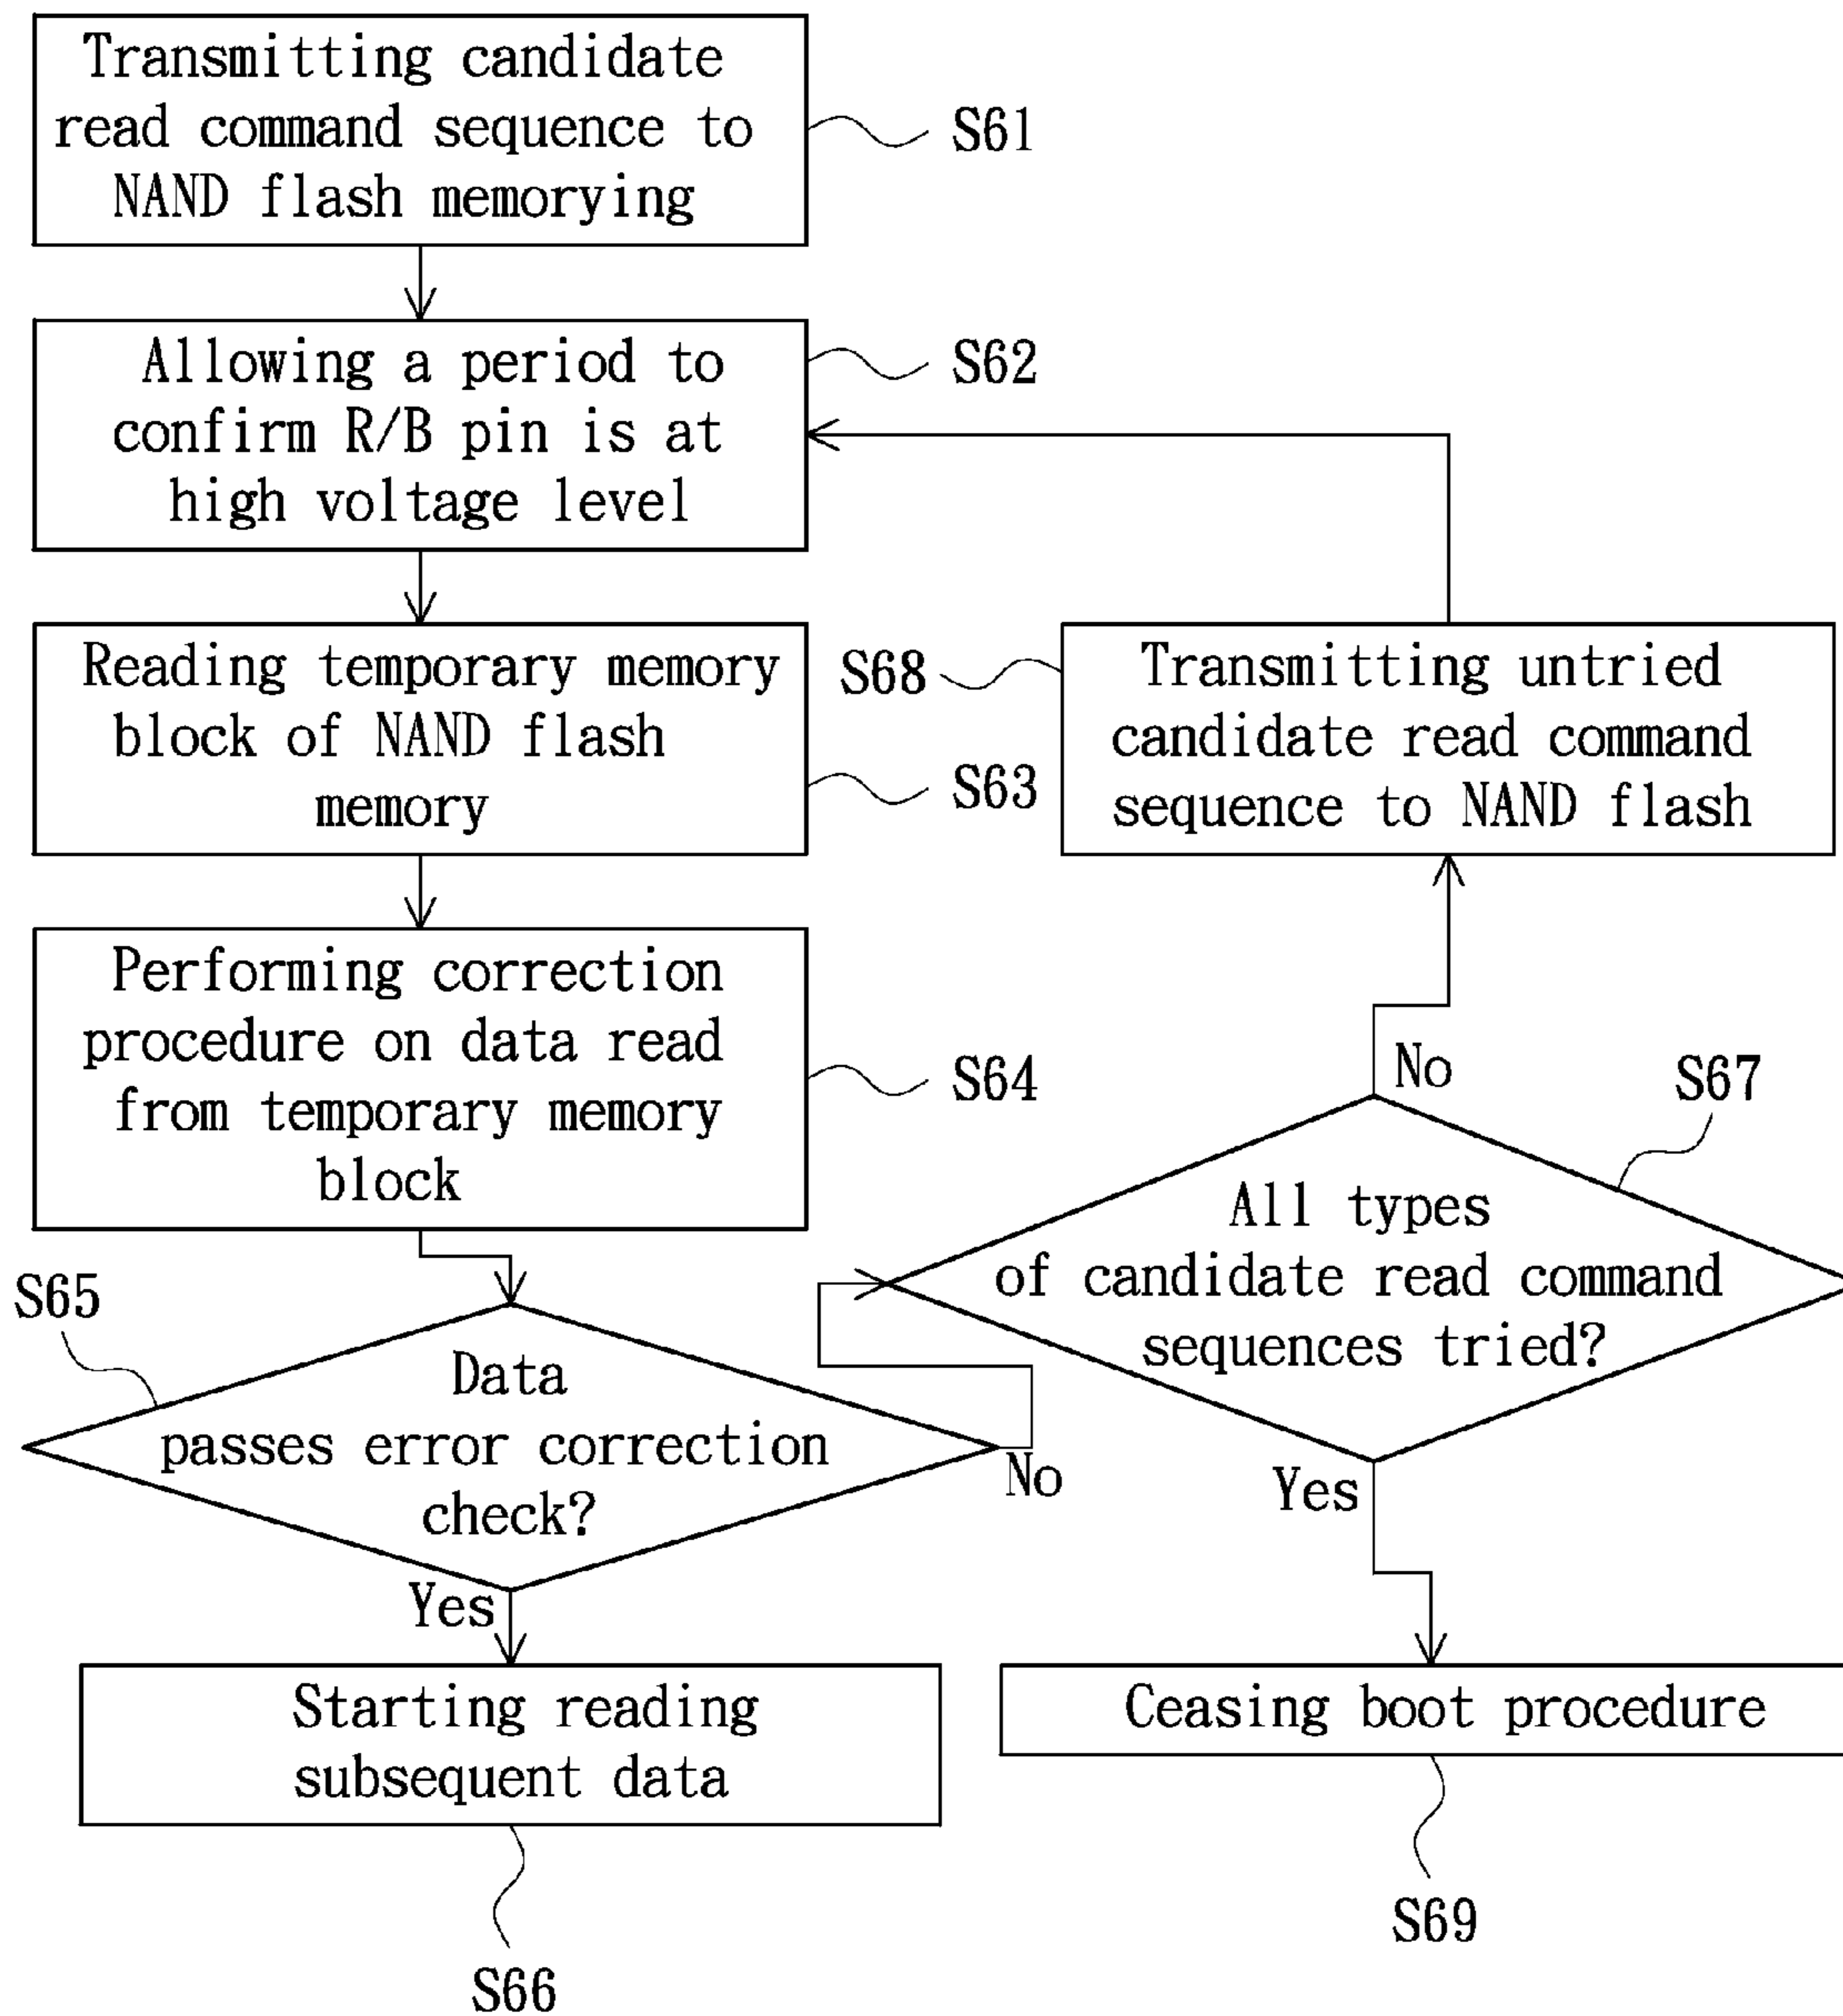 Transmitting candidate
read command sequence to
NAND flash memorying
S61
Allowing a period to
confirm R/B pin is at
high voltage level
S62
Reading temporary memory
block of NAND flash
memory
S63
S68
Transmitting untried
candidate read command
sequence to NAND flash
Performing correction
procedure on data read
from temporary memory
block
S64
No
S67
All types
of candidate read command
sequences tried?
S65
Data
passes error correction
check?
No
Yes
Yes
Starting reading
subsequent data
Ceasing boot procedure
S66
S69